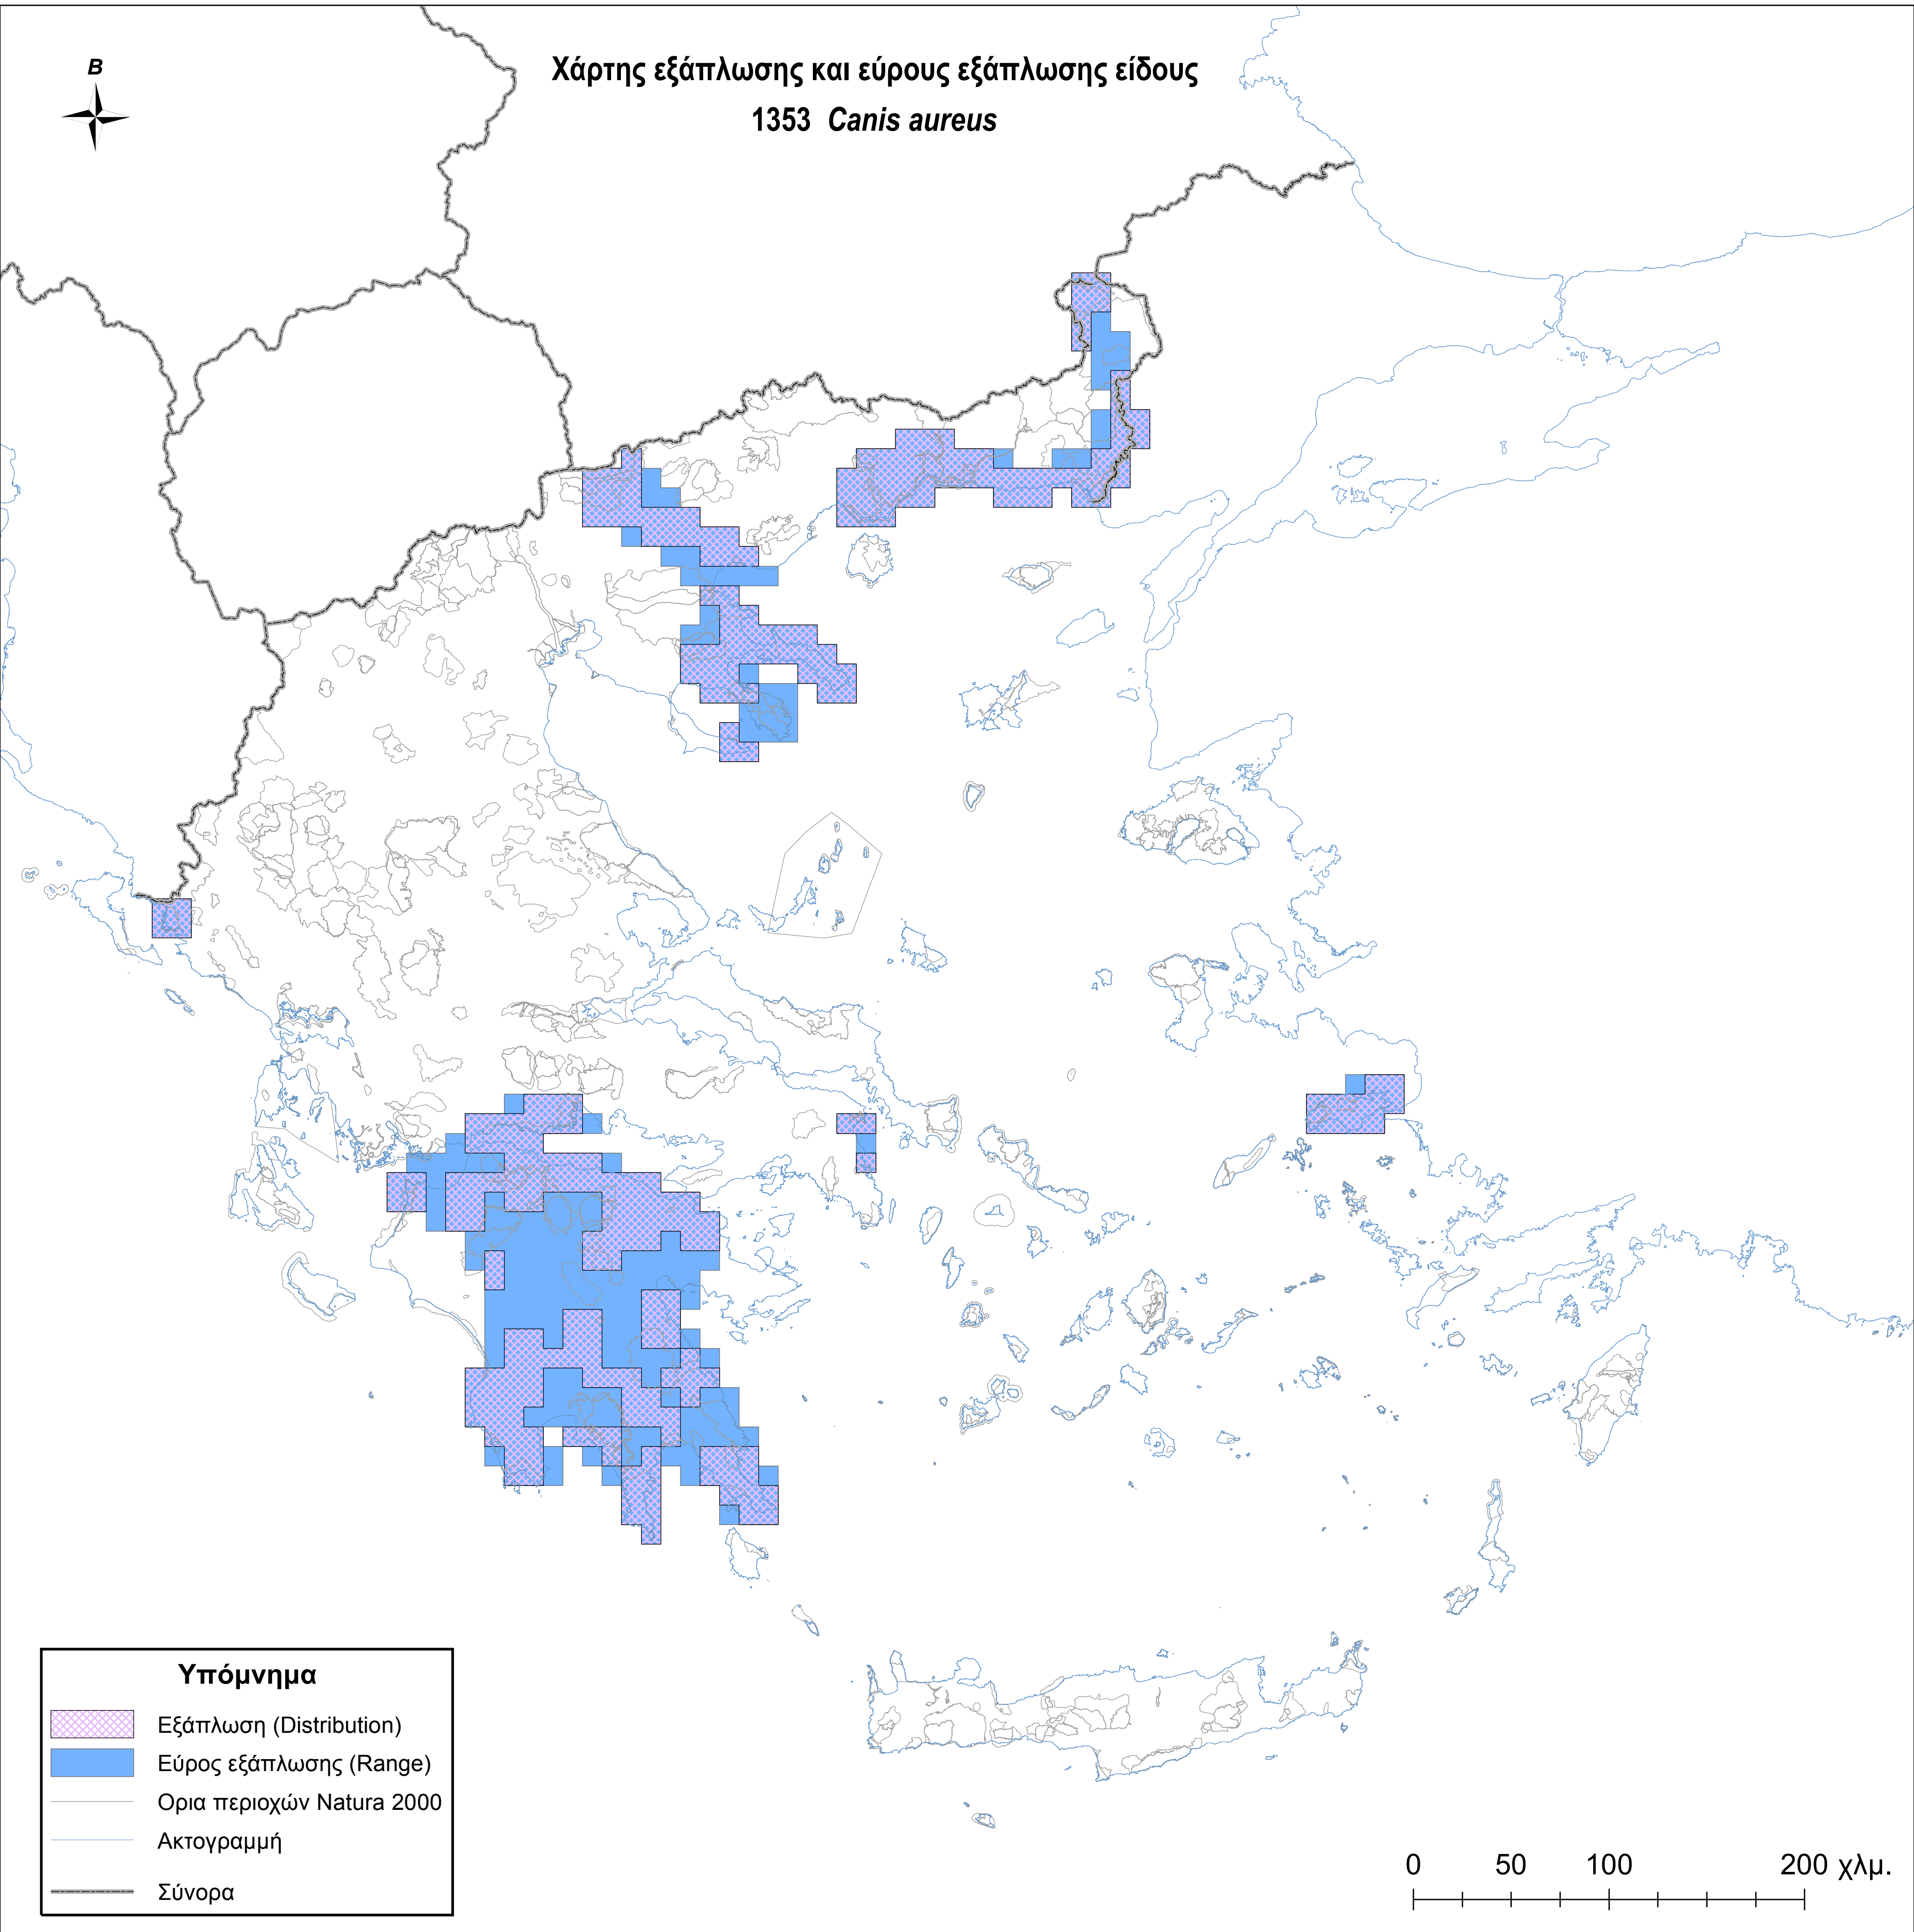 Χάρτης εξάπλωσης και εύρους εξάπλωσης είδους
1353 Canis aureus
Β
Υπόμνημα
Εξάπλωση (Distribution)
Εύρος εξάπλωσης (Range)
Ορια περιοχών Natura 2000
Ακτογραμμή
Σύνορα
0 50 100 200 χλμ.